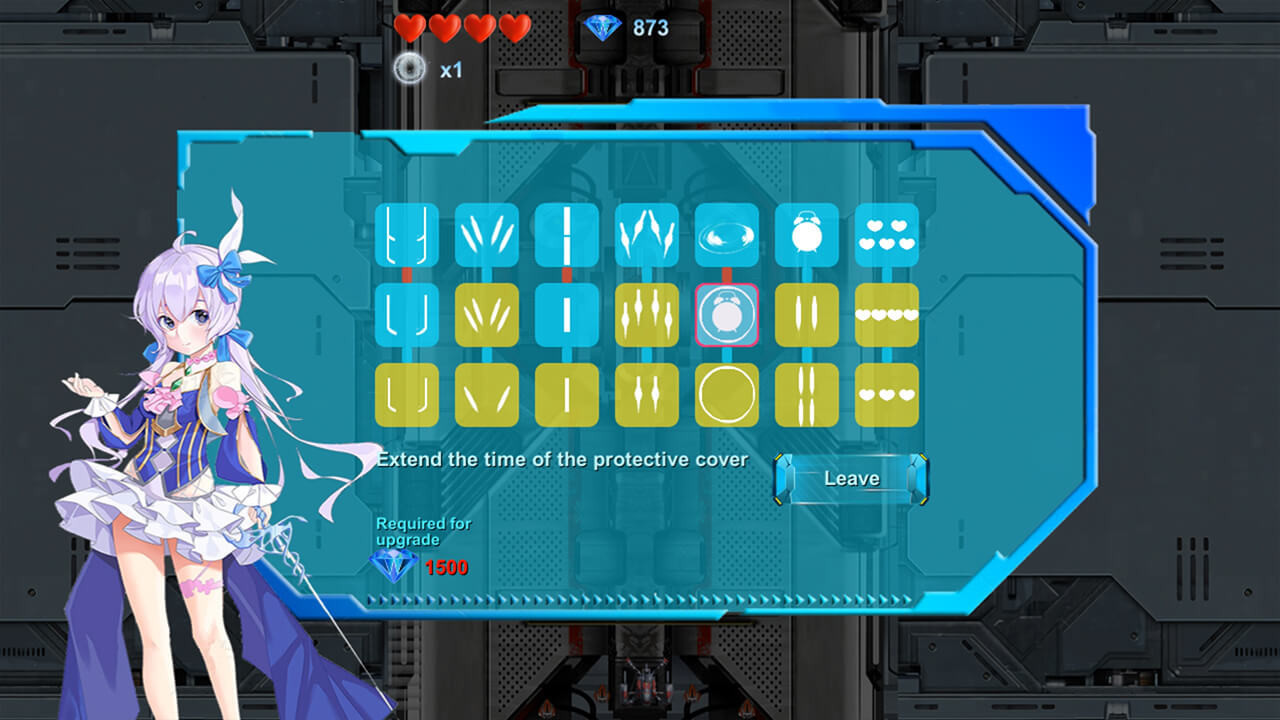 873
x1
Extend the time of the protective cover
Leave
Required for
upgrade
1500